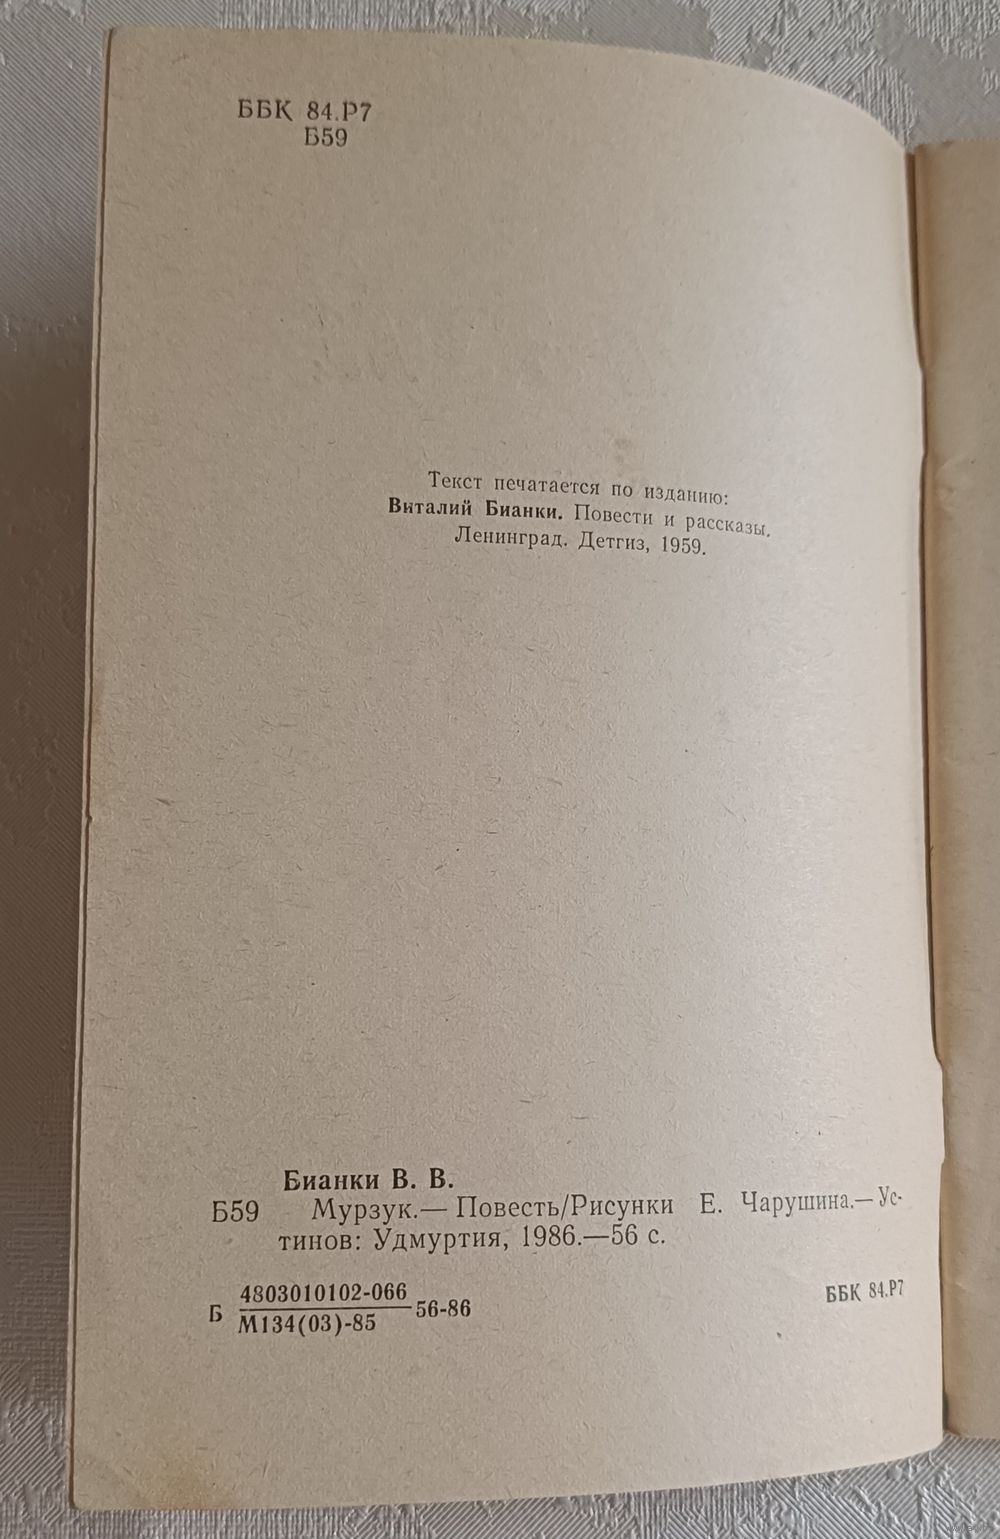 ББК 84.Р7
Б59
Текст печатается по изданию:
Виталий Бианки. Повести и рассказы.
Ленинград. Детгиз, 1959.
Бианки В. В.
Б59 Мурзук.— Повесть/Рисунки Е. Чарушина.— Ус-
тинов: Удмуртия, 1986.—56 с.
Б 4803010102-066
М134(03)-85 56-86
ББК 84.Р7